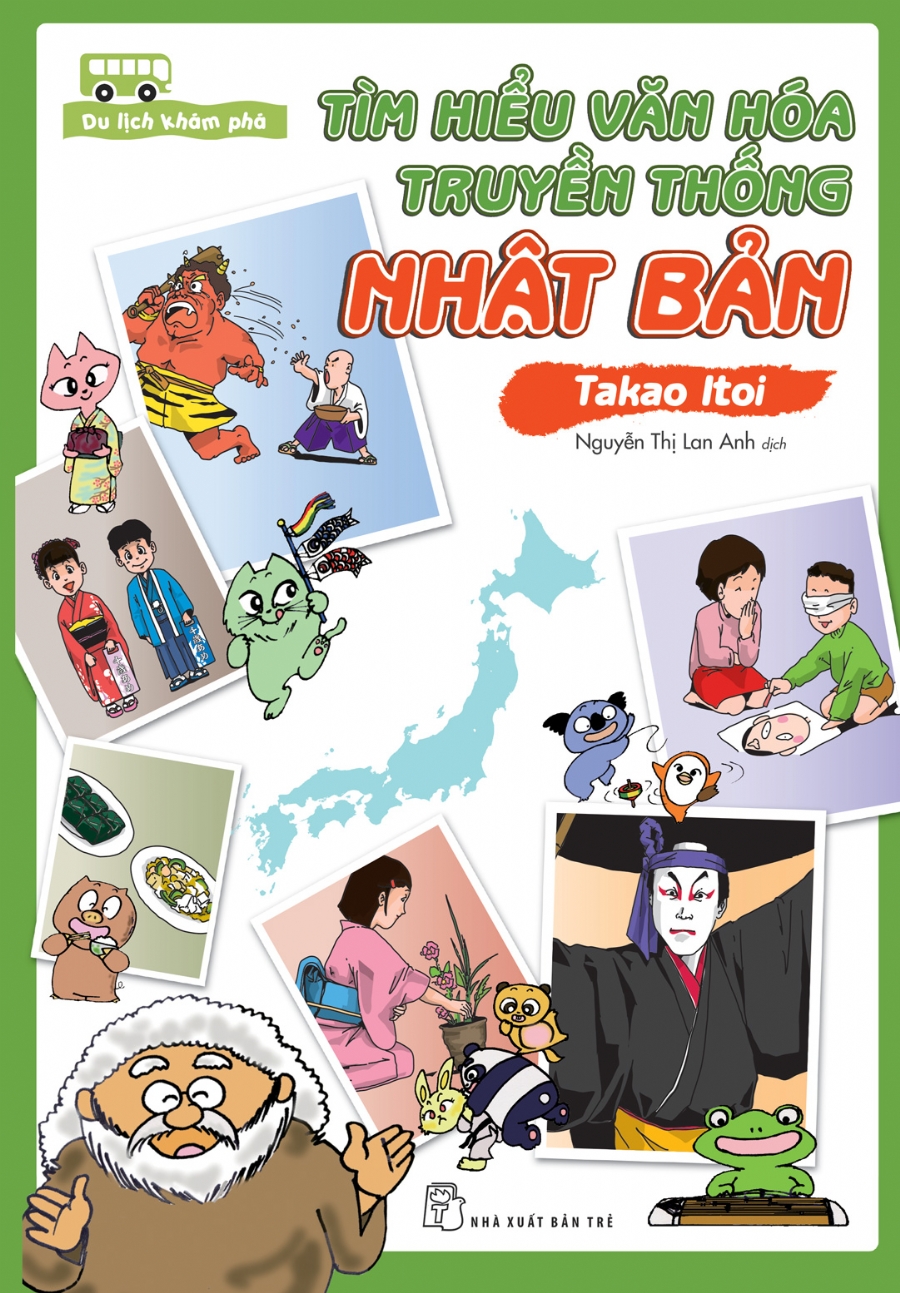 Du lịch khám phá
TÌM HIỂU VĂN HÓA
TRUYỀN THỐNG
NHẬT BẢN
Takao Itoi
Nguyễn Thị Lan Anh dịch
NHÀ XUẤT BẢN TRẺ